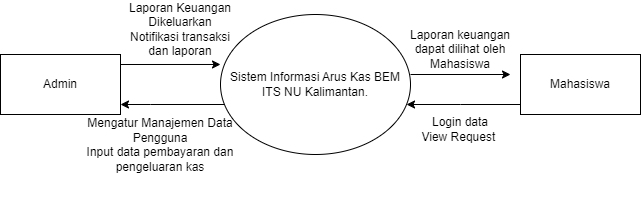 Laporan Keuangan
Dikeluarkan
Notifikasi transaksi
dan laporan
Admin
Mengatur Manajemen Data
Pengguna
Input data pembayaran dan
pengeluaran kas
Sistem Informasi Arus Kas BEM
ITS NU Kalimantan.
Laporan keuangan
dapat dilihat oleh
Mahasiswa
Mahasiswa
Login data
View Request